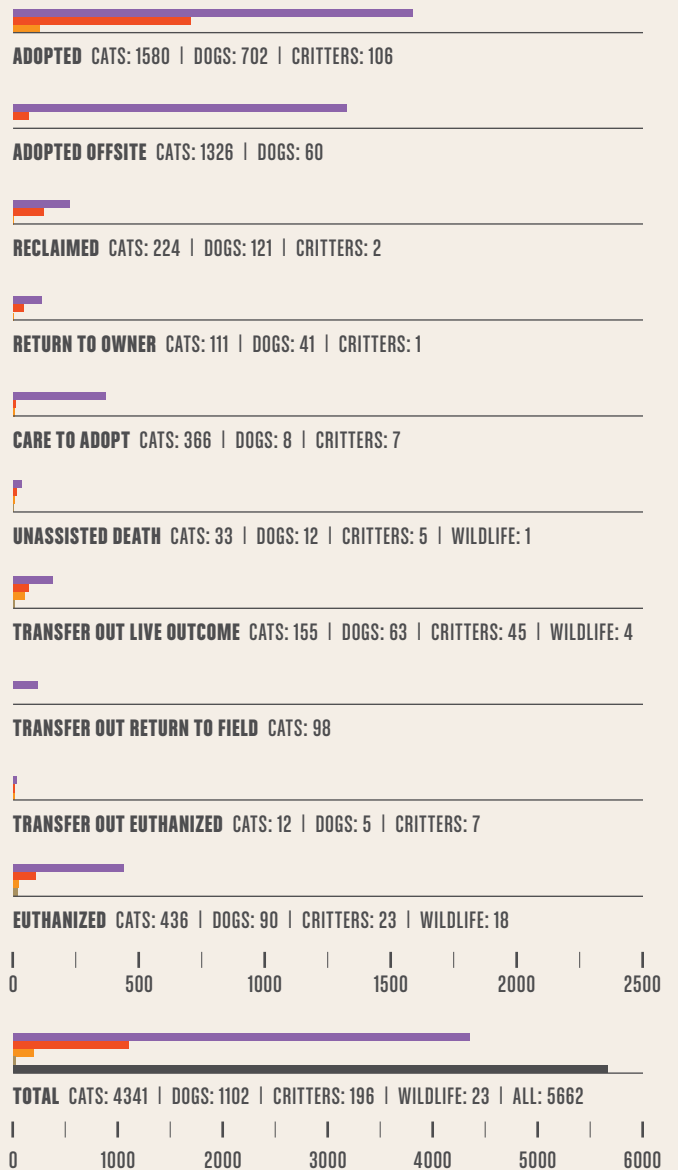 ADOPTED CATS: 1580 | DOGS: 702 | CRITTERS: 106
ADOPTED OFFSITE CATS: 1326 | DOGS: 60
RECLAIMED CATS: 224 | DOGS: 121 | CRITTERS: 2
RETURN TO OWNER CATS: 111 | DOGS: 41 | CRITTERS: 1
CARE TO ADOPT CATS: 366 | DOGS: 8 | CRITTERS: 7
UNASSISTED DEATH CATS: 33 | DOGS: 12 | CRITTERS: 5 | WILDLIFE: 1
TRANSFER OUT LIVE OUTCOME CATS: 155 | DOGS: 63 | CRITTERS: 45 | WILDLIFE: 4
TRANSFER OUT RETURN TO FIELD CATS: 98
TRANSFER OUT EUTHANIZED CATS: 12 | DOGS: 5 | CRITTERS: 7
EUTHANIZED CATS: 436 | DOGS: 90 | CRITTERS: 23 | WILDLIFE: 18
0 500 1000 1500 2000 2500
TOTAL CATS: 4341 | DOGS: 1102 | CRITTERS: 196 | WILDLIFE: 23 | ALL: 5662
0 1000 2000 3000 4000 5000 6000